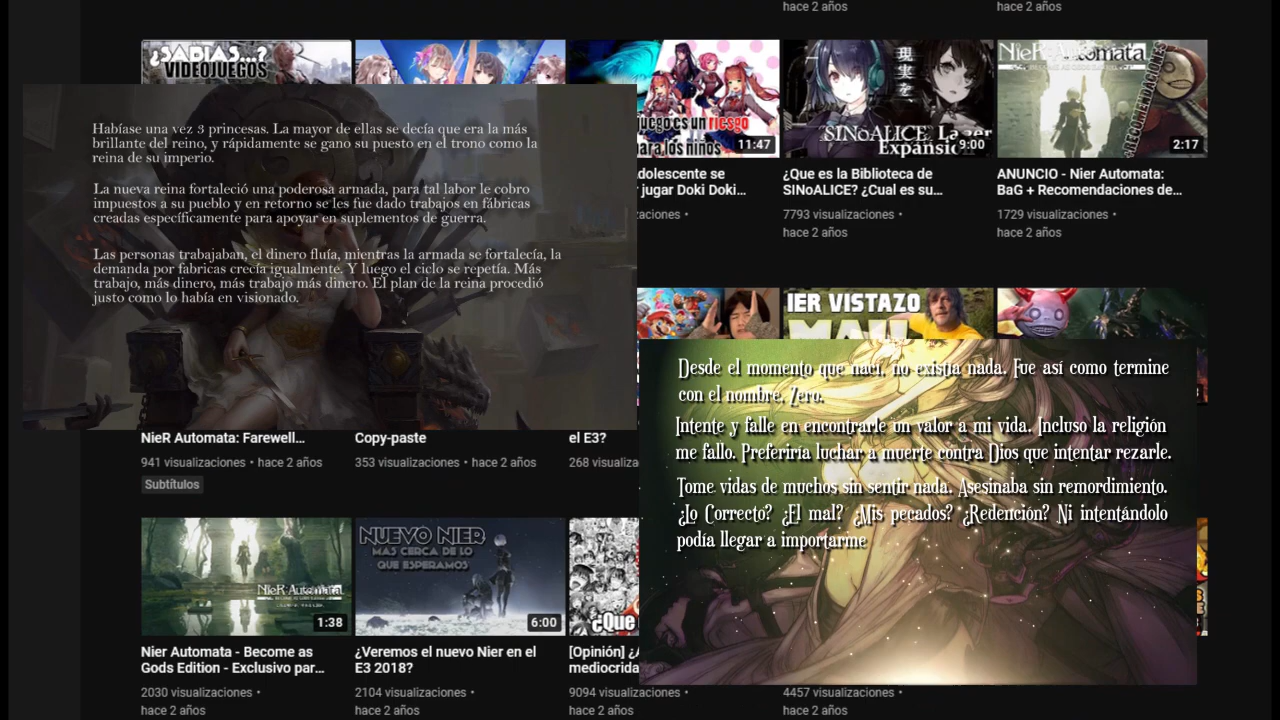 hace 2 años
hace 2 años
¿SABIAS...?
VIDEOJUEGOS
juego es un riesgo
para los niños
11:47
現実を
SINoALICE
Expansio
9:00
NieR:Automata
RECOMENDACIONES
2:17
Habíase una vez 3 princesas. La mayor de ellas se decía que era la más
brillante del reino, y rápidamente se gano su puesto en el trono como la
reina de su imperio.
La nueva reina fortaleció una poderosa armada, para tal labor le cobro
impuestos a su pueblo y en retorno se les fue dado trabajos en fábricas
creadas específicamente para apoyar en suplementos de guerra.
Las personas trabajaban, el dinero fluía, mientras la armada se fortalecía, la
demanda por fabricas crecía igualmente. Y luego el ciclo se repetía. Más
trabajo, más dinero, más trabajo más dinero. El plan de la reina procedió
justo como lo había en visionado.
dolescente se
jugar Doki Doki...
zaciones •
¿Que es la Biblioteca de
SINoALICE? ¿Cual es su...
7793 visualizaciones •
hace 2 años
ANUNCIO - Nier Automata:
BaG + Recomendaciones de...
1729 visualizaciones •
hace 2 años
IER VISTAZO
Desde el momento que nací, no existía nada. Fue así como termine
con el nombre, Zero.
Intente y falle en encontrarle un valor a mi vida. Incluso la religión
me fallo. Preferiría luchar a muerte contra Dios que intentar rezarle.
Tome vidas de muchos sin sentir nada. Asesinaba sin remordimiento.
¿Lo Correcto? ¿El mal? ¿Mis pecados? ¿Redención? Ni intentándolo
podía llegar a importarme
NieR Automata: Farewell...
941 visualizaciones • hace 2 años
Subtítulos
Copy-paste
353 visualizaciones • hace 2 años
el E3?
268 visualiza
NieR:Automata
1:38
NUEVO NIER
MAS CERCA DE LO
QUE ESPERAMOS
6:00
¿Que
Nier Automata - Become as
Gods Edition - Exclusivo par...
2030 visualizaciones •
hace 2 años
¿Veremos el nuevo Nier en el
E3 2018?
2104 visualizaciones •
hace 2 años
[Opinión] ¿A
mediocrida
9094 visualizaciones •
hace 2 años
4457 visualizaciones •
hace 2 años